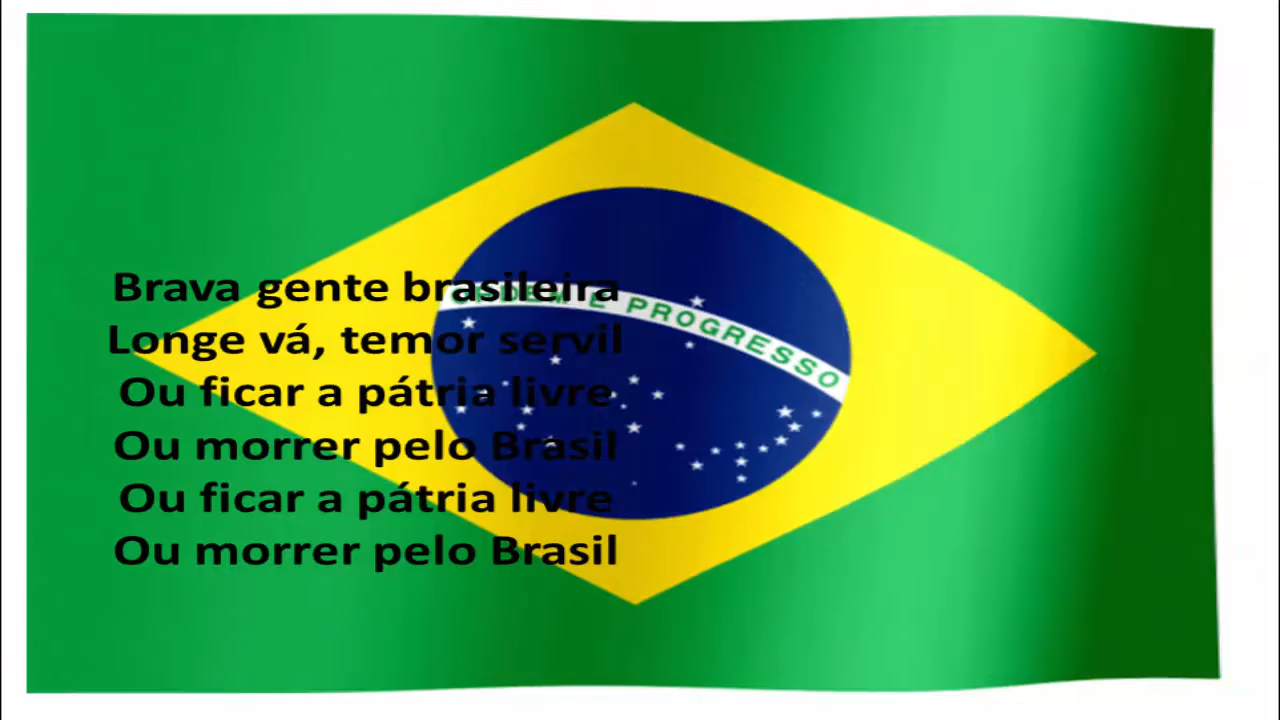 Brava gente brasileira
Longe vá, temor servil
Ou ficar a pátria livre
Ou morrer pelo Brasil
Ou ficar a pátria livre
Ou morrer pelo Brasil
ORDEM E PROGRESSO